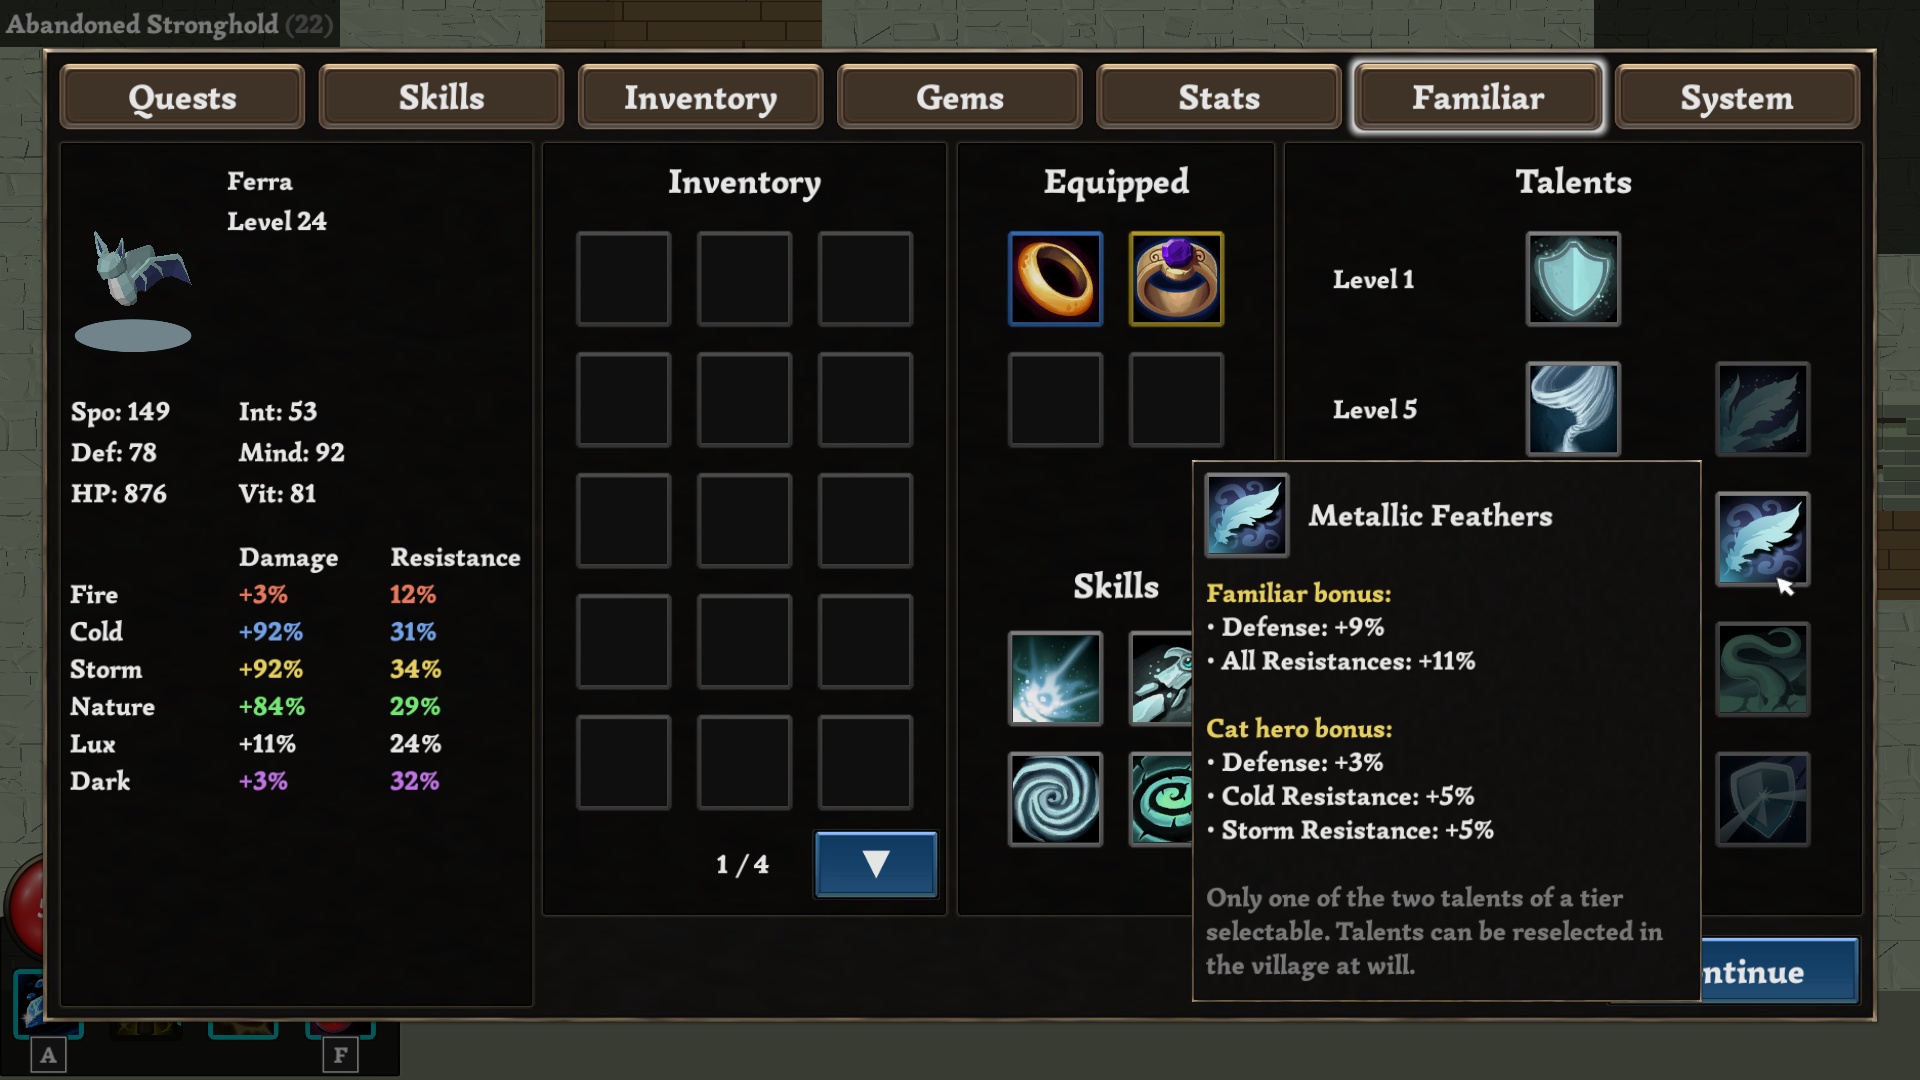 Abandoned Stronghold (22)
Quests
Skills
Inventory
Gems
Stats
Familiar
System
Ferra
Level 24
Spo: 149
Int: 53
Def: 78
Mind: 92
HP: 876
Vit: 81
Damage
Resistance
Fire
+3%
12%
Cold
+92%
31%
Storm
+92%
34%
Nature
+84%
29%
Lux
+11%
24%
Dark
+3%
32%
Inventory
1 / 4
Equipped
Skills
Talents
Level 1
Level 5
Metallic Feathers
Familiar bonus:
· Defense: +9%
· All Resistances: +11%
Cat hero bonus:
· Defense: +3%
· Cold Resistance: +5%
· Storm Resistance: +5%
Only one of the two talents of a tier
selectable. Talents can be reselected in
the village at will.
ntinue
A
F